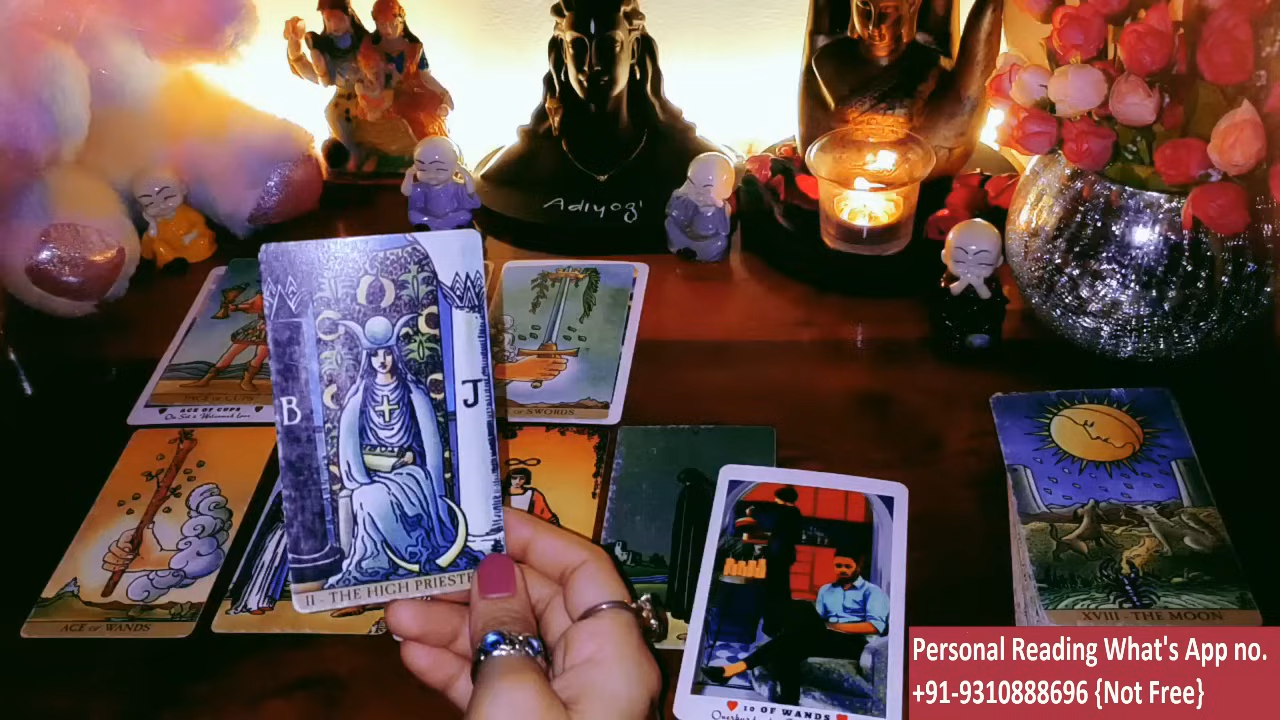 Adiyogi
B
J
II - THE HIGH PRIESTE
OF SWORDS
ACE OF CUPS
ACE OF WANDS
10 OF WANDS
XVIII - THE MOON
Personal Reading What's App no.
+91-9310888696 {Not Free}